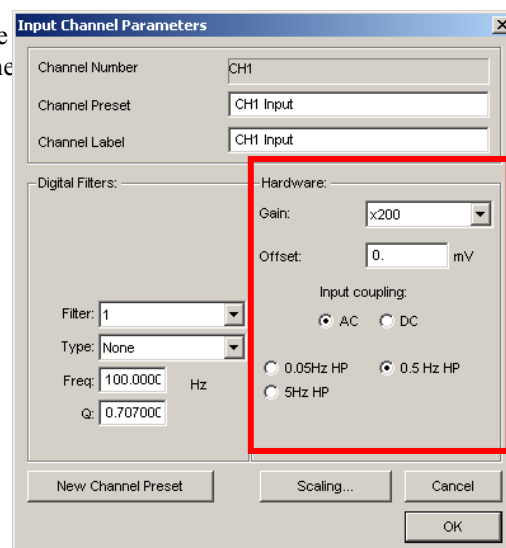 Input Channel Parameters
Channel Number CH1
Channel Preset CH1 Input
Channel Label CH1 Input
Digital Filters:
Filter: 1
Type: None
Freq: 100.000 Hz
Q: 0.70700
Hardware:
Gain: x200
Offset: 0. mV
Input coupling:
AC DC
0.05Hz HP 0.5 Hz HP
5Hz HP
New Channel Preset Scaling... Cancel
OK